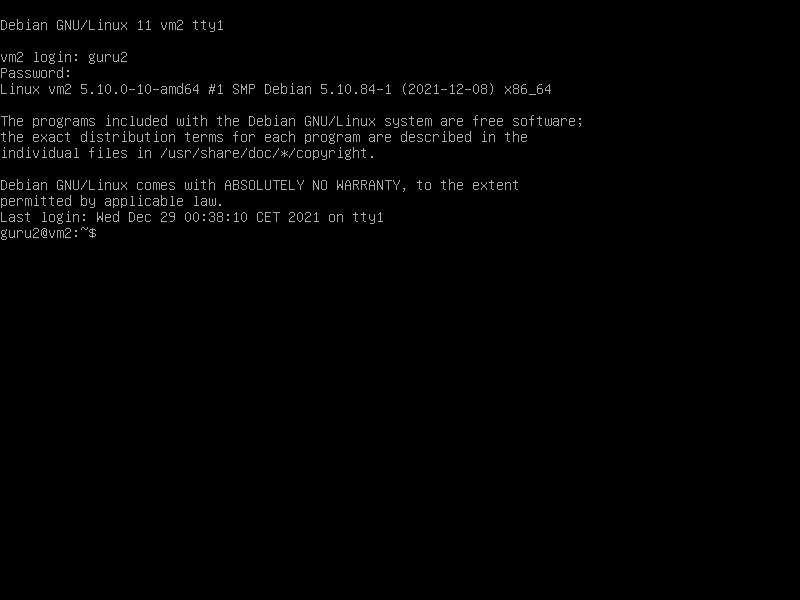 Debian GNU/Linux 11 vm2 tty1
vm2 login: guru2
Password:
Linux vm2 5.10.0-10-amd64 #1 SMP Debian 5.10.84-1 (2021-12-08) x86_64
The programs included with the Debian GNU/Linux system are free software;
the exact distribution terms for each program are described in the
individual files in /usr/share/doc/*/copyright.
Debian GNU/Linux comes with ABSOLUTELY NO WARRANTY, to the extent
permitted by applicable law.
Last login: Wed Dec 29 00:38:10 CET 2021 on tty1
guru2@vm2:~$